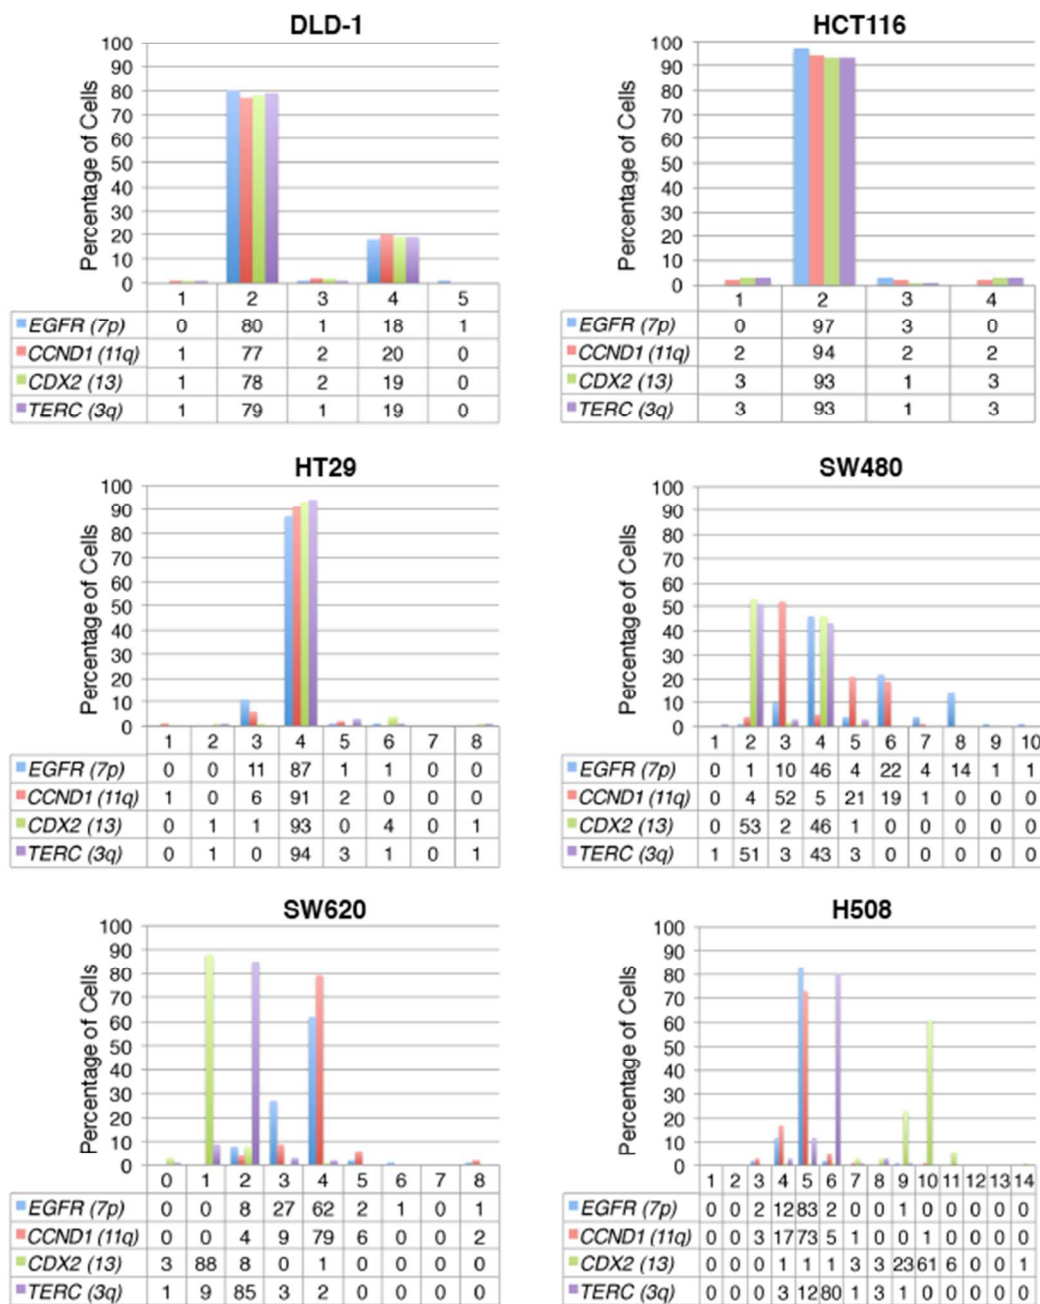 DLD-1
Percentage of Cells
100
90
80
70
60
50
40
30
20
10
0
1 2 3 4 5
EGFR (7p) 0 80 1 18 1
CCND1 (11q) 1 77 2 20 0
CDX2 (13) 1 78 2 19 0
TERC (3q) 1 79 1 19 0
HCT116
Percentage of Cells
100
90
80
70
60
50
40
30
20
10
0
1 2 3 4
EGFR (7p) 0 97 3 0
CCND1 (11q) 2 94 2 2
CDX2 (13) 3 93 1 3
TERC (3q) 3 93 1 3
HT29
Percentage of Cells
100
90
80
70
60
50
40
30
20
10
0
1 2 3 4 5 6 7 8
EGFR (7p) 0 0 11 87 1 1 0 0
CCND1 (11q) 1 0 6 91 2 0 0 0
CDX2 (13) 0 1 1 93 0 4 0 1
TERC (3q) 0 1 0 94 3 1 0 1
SW480
Percentage of Cells
100
90
80
70
60
50
40
30
20
10
0
1 2 3 4 5 6 7 8 9 10
EGFR (7p) 0 1 10 46 4 22 4 14 1 1
CCND1 (11q) 0 4 52 5 21 19 1 0 0 0
CDX2 (13) 0 53 2 46 1 0 0 0 0 0
TERC (3q) 1 51 3 43 3 0 0 0 0 0
SW620
Percentage of Cells
100
90
80
70
60
50
40
30
20
10
0
0 1 2 3 4 5 6 7 8
EGFR (7p) 0 0 8 27 62 2 1 0 1
CCND1 (11q) 0 0 4 9 79 6 0 0 2
CDX2 (13) 3 88 8 0 1 0 0 0 0
TERC (3q) 1 9 85 3 2 0 0 0 0
H508
Percentage of Cells
100
90
80
70
60
50
40
30
20
10
0
1 2 3 4 5 6 7 8 9 10 11 12 13 14
EGFR (7p) 0 0 2 12 83 2 0 0 1 0 0 0 0 0
CCND1 (11q) 0 0 3 17 73 5 1 0 0 1 0 0 0 0
CDX2 (13) 0 0 0 1 1 1 3 3 23 61 6 0 0 1
TERC (3q) 0 0 0 3 12 80 1 3 1 0 0 0 0 0